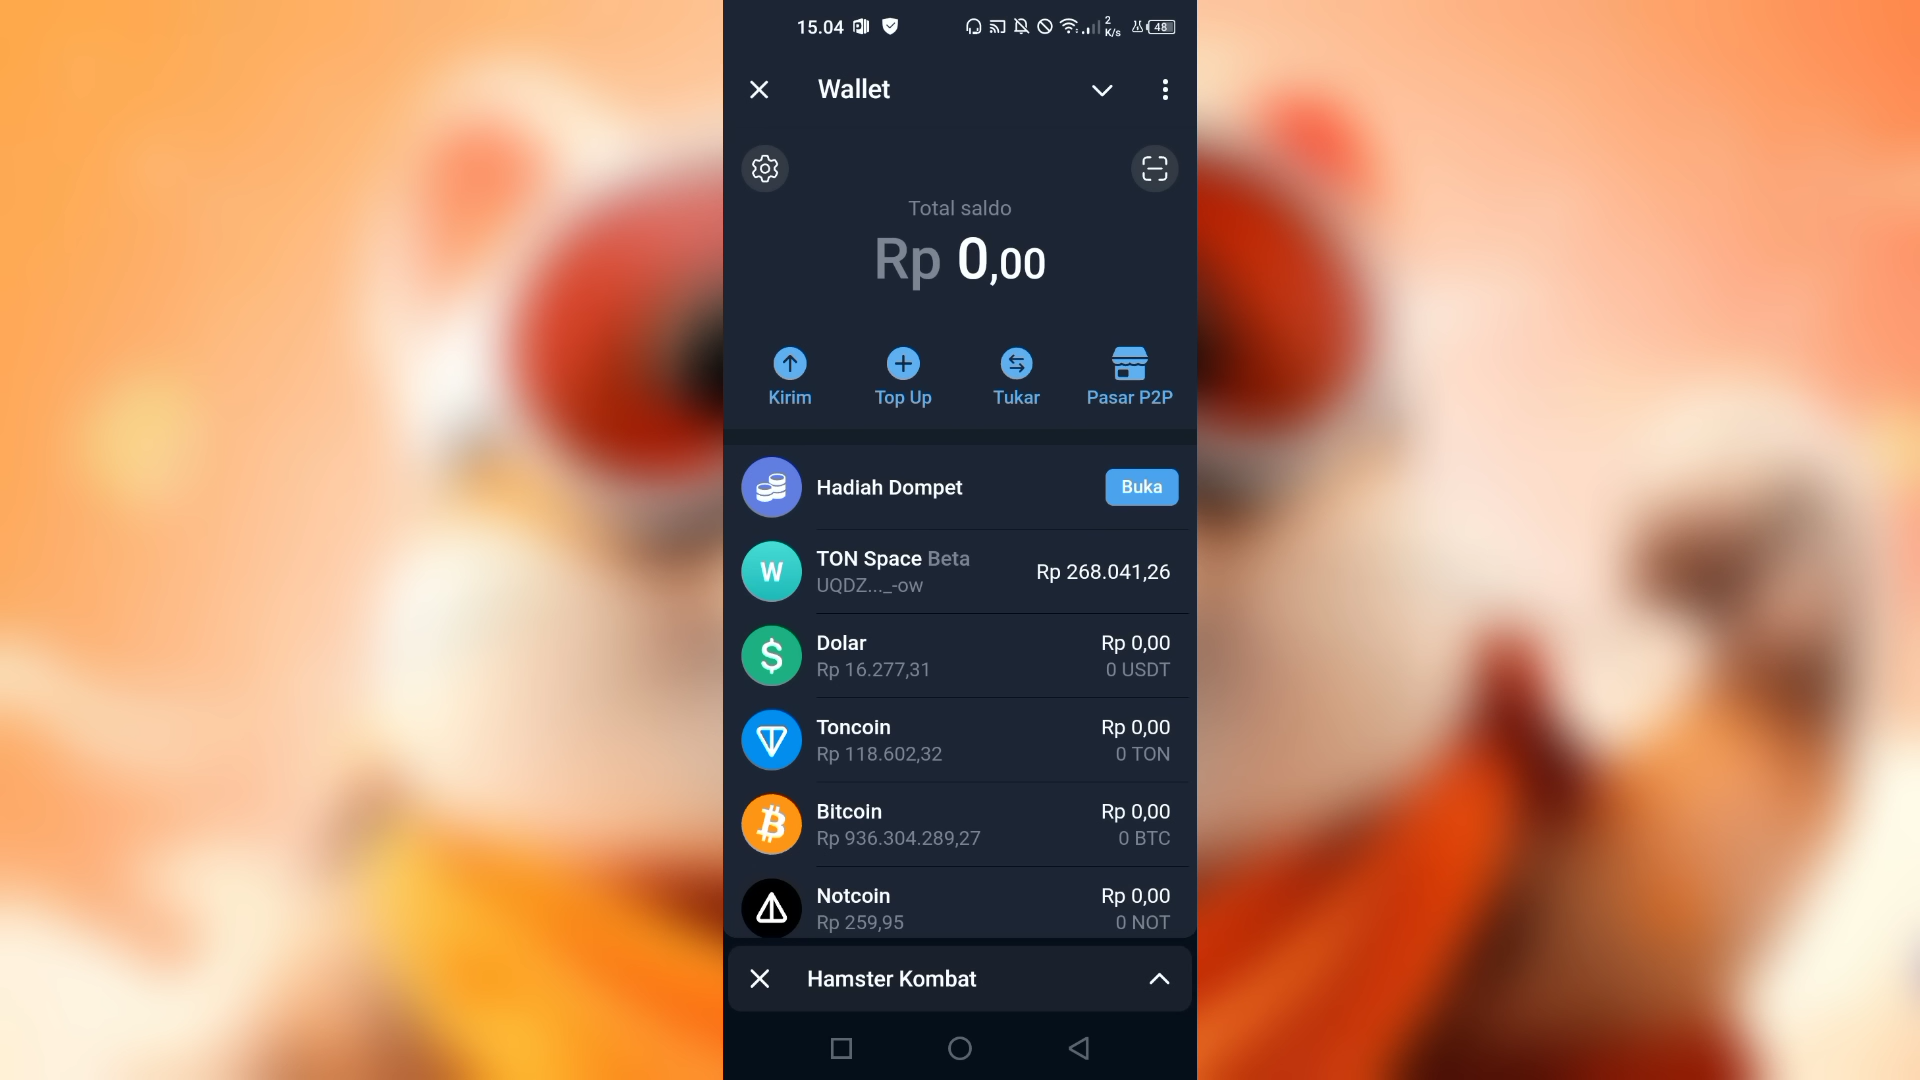 15.04
2 K/s
48
Wallet
Total saldo
Rp 0,00
Kirim
Top Up
Tukar
Pasar P2P
Hadiah Dompet
Buka
W
TON Space Beta
UQDZ..._-ow
Rp 268.041,26
Dolar
Rp 0,00
Rp 16.277,31
0 USDT
Toncoin
Rp 0,00
Rp 118.602,32
0 TON
Bitcoin
Rp 0,00
Rp 936.304.289,27
0 BTC
Notcoin
Rp 0,00
Rp 259,95
0 NOT
Hamster Kombat